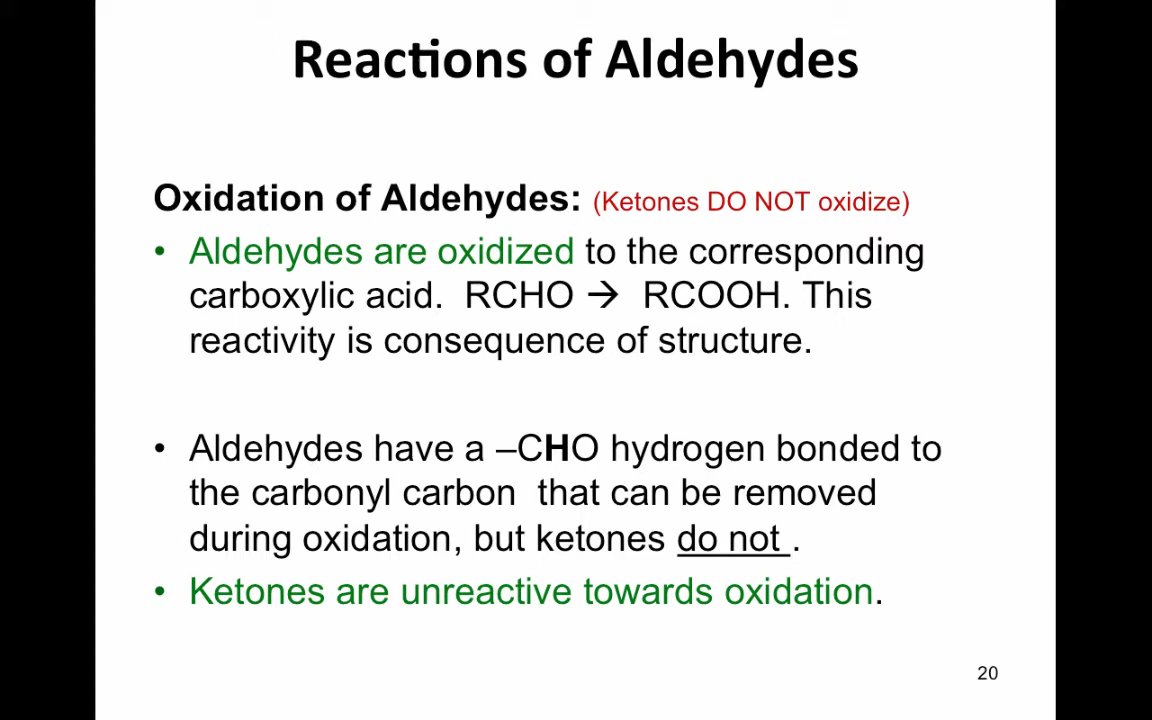 Reactions of Aldehydes
Oxidation of Aldehydes: (Ketones DO NOT oxidize)
• Aldehydes are oxidized to the corresponding
carboxylic acid. RCHO → RCOOH. This
reactivity is consequence of structure.
• Aldehydes have a –CHO hydrogen bonded to
the carbonyl carbon that can be removed
during oxidation, but ketones do not .
• Ketones are unreactive towards oxidation.
20